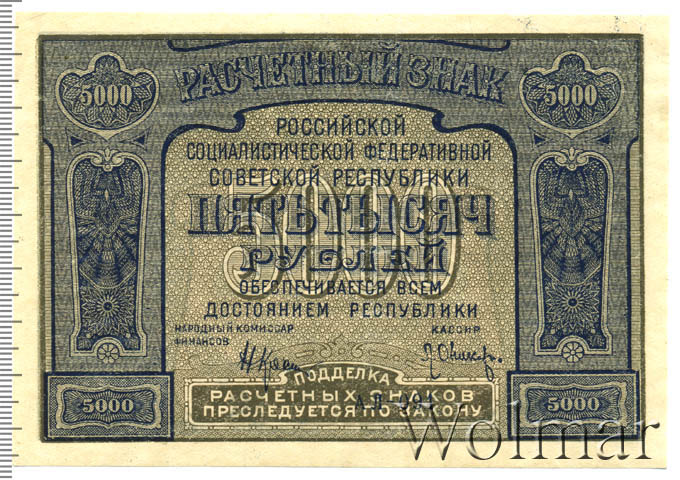 РАСЧЕТНЫЙ ЗНАК
5000 5000
РОССИЙСКОЙ
СОЦИАЛИСТИЧЕСКОЙ ФЕДЕРАТИВНОЙ
СОВЕТСКОЙ РЕСПУБЛИКИ
5000
ПЯТЬ ТЫСЯЧ
РУБЛЕЙ
ОБЕСПЕЧИВАЕТСЯ ВСЕМ
ДОСТОЯНИЕМ РЕСПУБЛИКИ
НАРОДНЫЙ КОМИССАР КАССИР
ФИНАНСОВ
ПОДДЕЛКА
РАСЧЕТНЫХ ЗНАКОВ
ПРЕСЛЕДУЕТСЯ ПО ЗАКОНУ
5000 5000
Wolmar